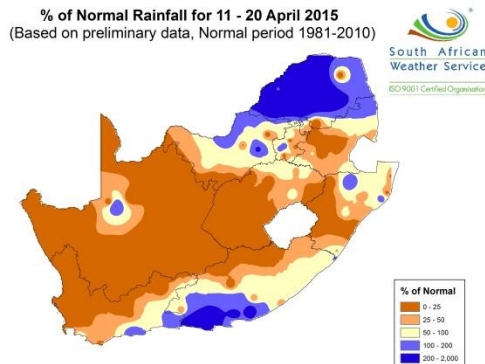 % of Normal Rainfall for 11 - 20 April 2015
(Based on preliminary data, Normal period 1981-2010)
South African
Weather Service
ISO 9001 Certified Organisation
% of Normal
0 - 25
25 - 50
50 - 100
100 - 200
200 - 2,000